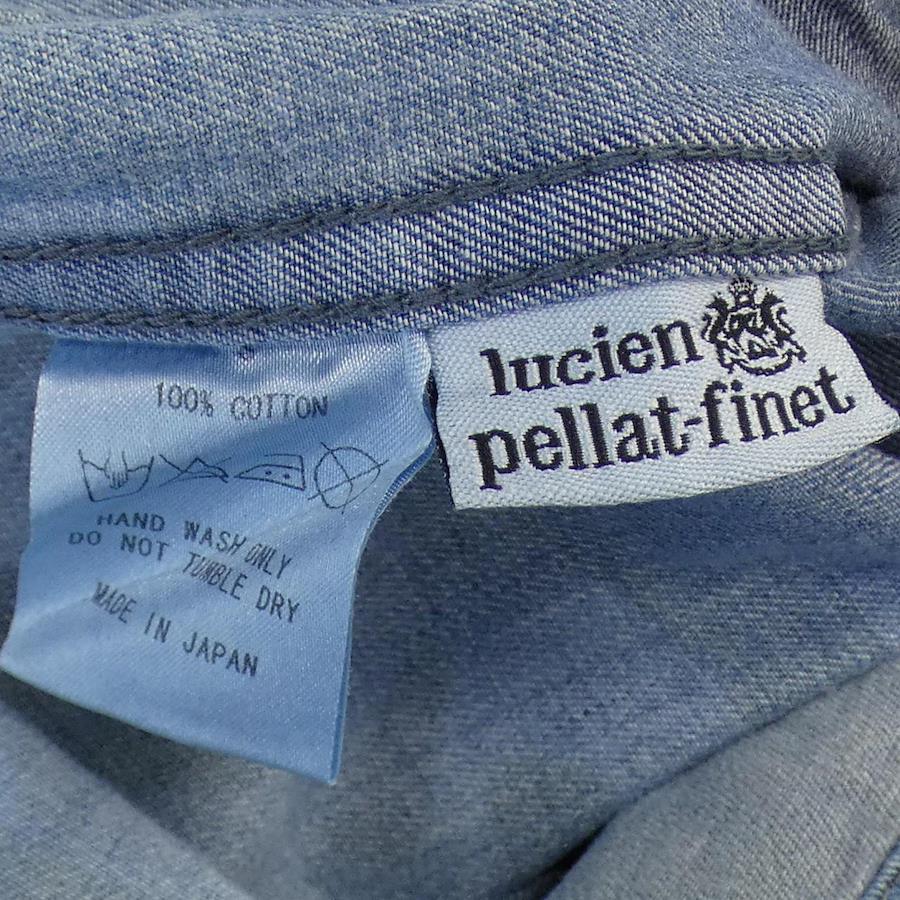 100% COTTON
HAND WASH ONLY
DO NOT TUMBLE DRY
MADE IN JAPAN
lucien
pellat-finet